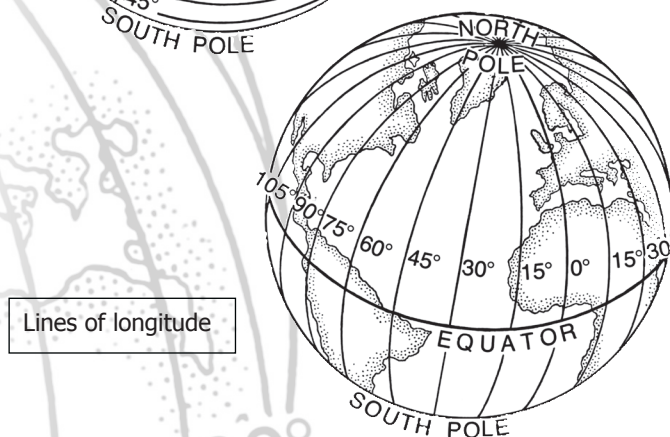 45°
SOUTH POLE
NORTH
POLE
105° 90° 75° 60° 45° 30° 15° 0° 15° 30
EQUATOR
Lines of longitude
SOUTH POLE